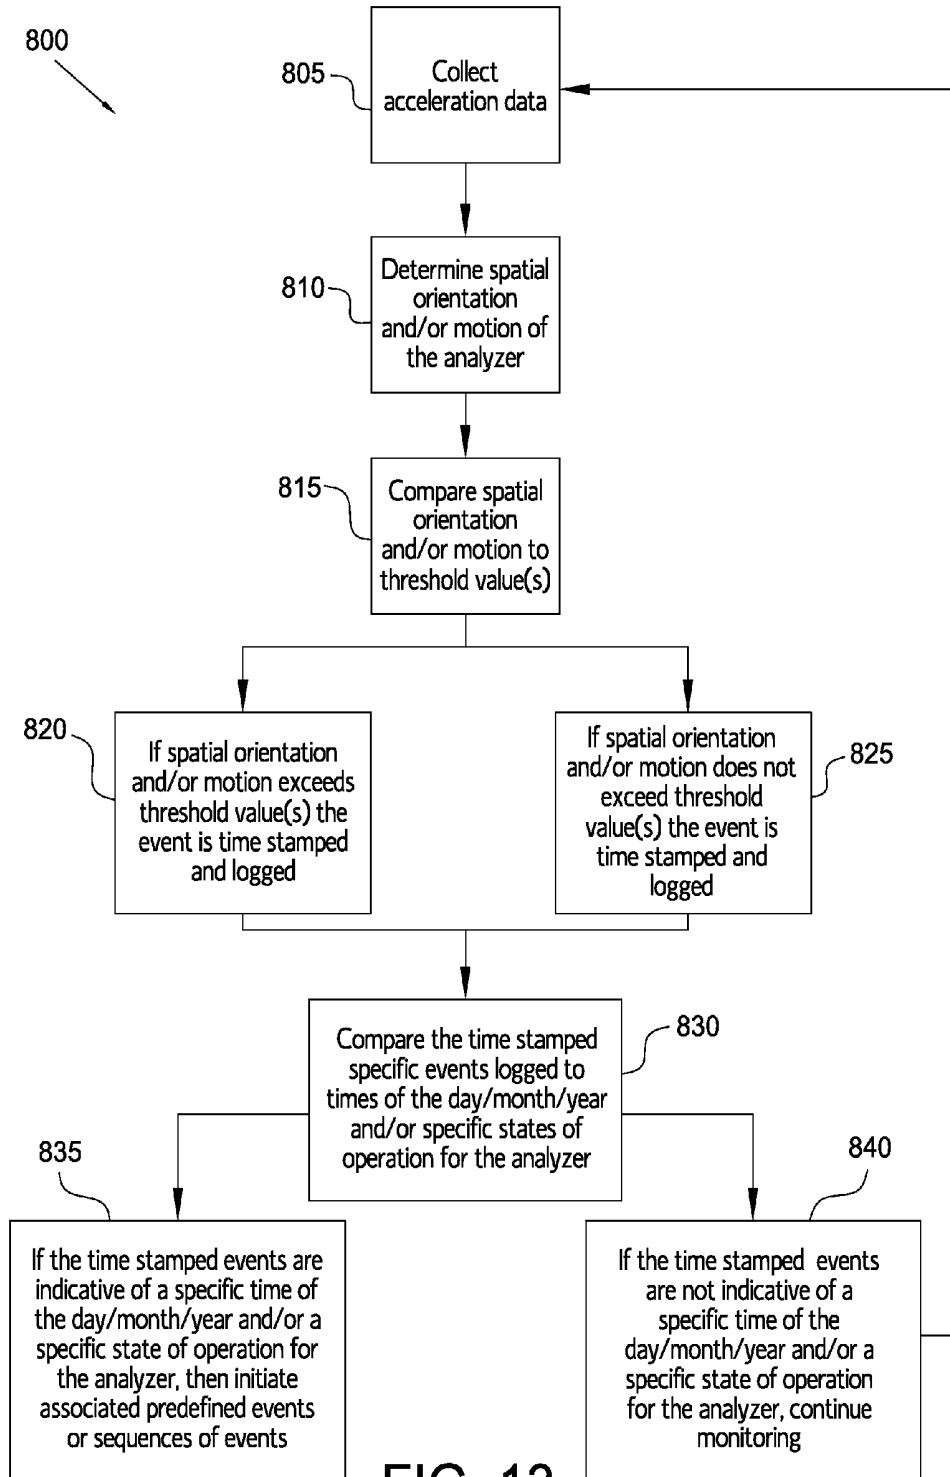 800
805
Collect
acceleration data
810
Determine spatial
orientation
and/or motion of
the analyzer
815
Compare spatial
orientation
and/or motion to
threshold value(s)
820
If spatial orientation
and/or motion exceeds
threshold value(s) the
event is time stamped
and logged
825
If spatial orientation
and/or motion does not
exceed threshold
value(s) the event is
time stamped and
logged
830
Compare the time stamped
specific events logged to
times of the day/month/year
and/or specific states of
operation for the analyzer
835
If the time stamped events are
indicative of a specific time of
the day/month/year and/or a
specific state of operation for
the analyzer, then initiate
associated predefined events
or sequences of events
840
If the time stamped events
are not indicative of a
specific time of the
day/month/year and/or a
specific state of operation
for the analyzer, continue
monitoring
FIG.